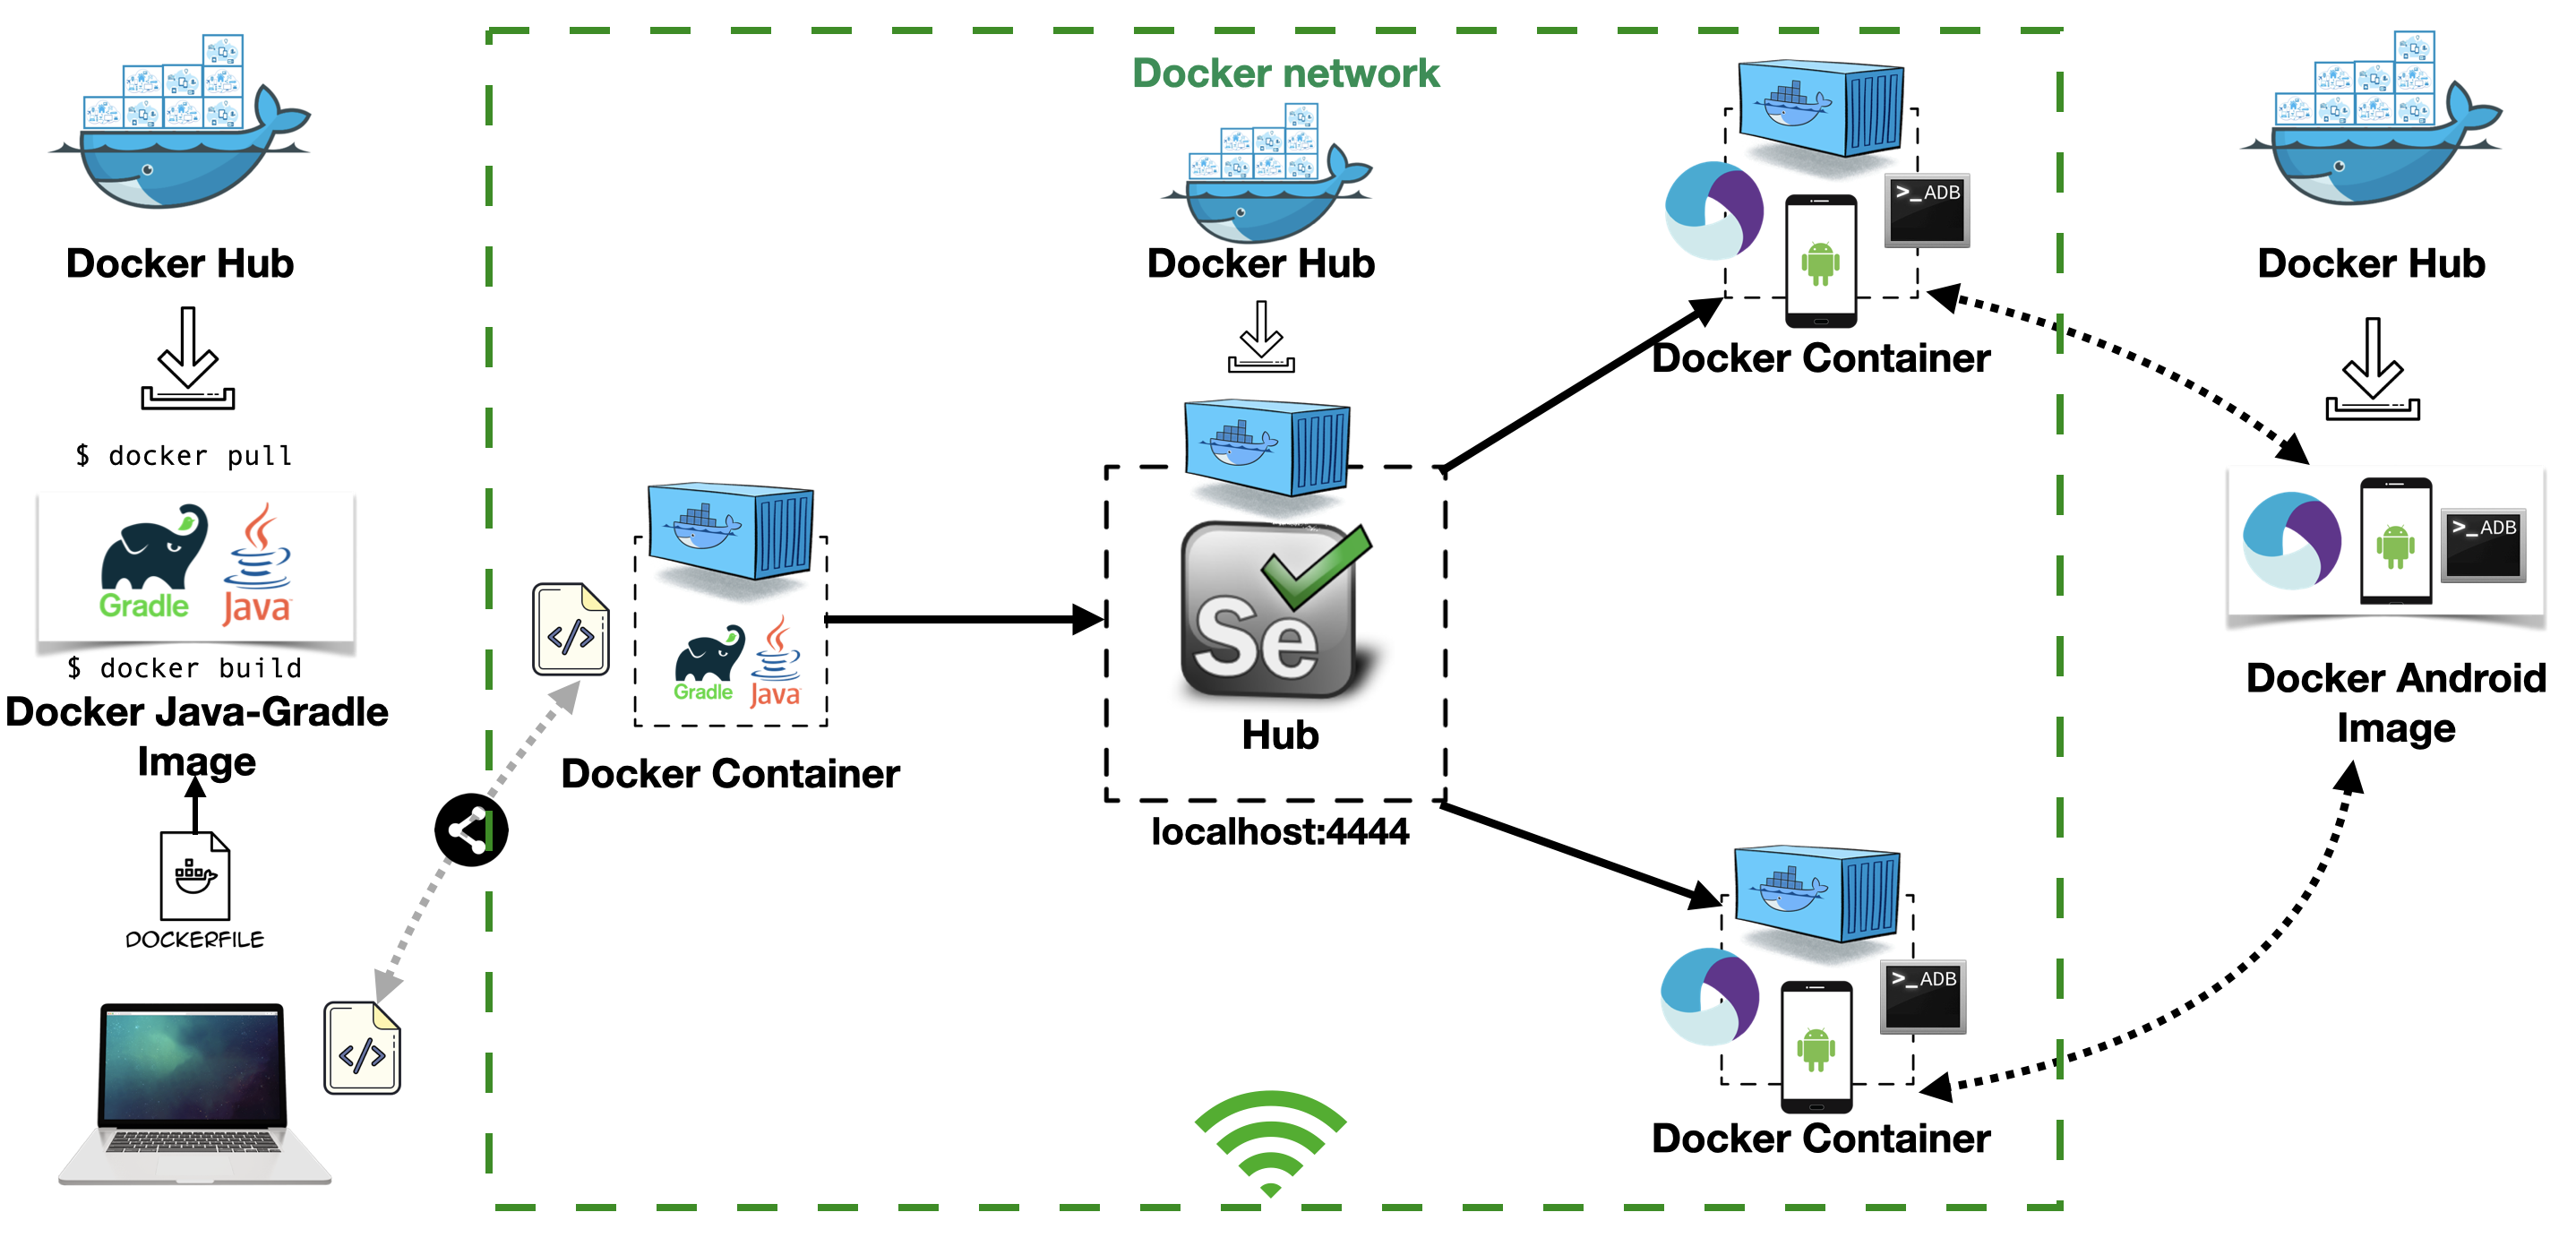 Docker Hub
$ docker pull
Gradle
Java
$ docker build
Docker Java-Gradle
Image
DOCKERFILE
</>
Docker network
</>
Gradle
Java
Docker Container
Docker Hub
Se
Hub
localhost:4444
>_ADB
Docker Container
>_ADB
Docker Container
Docker Hub
>_ADB
Docker Android
Image